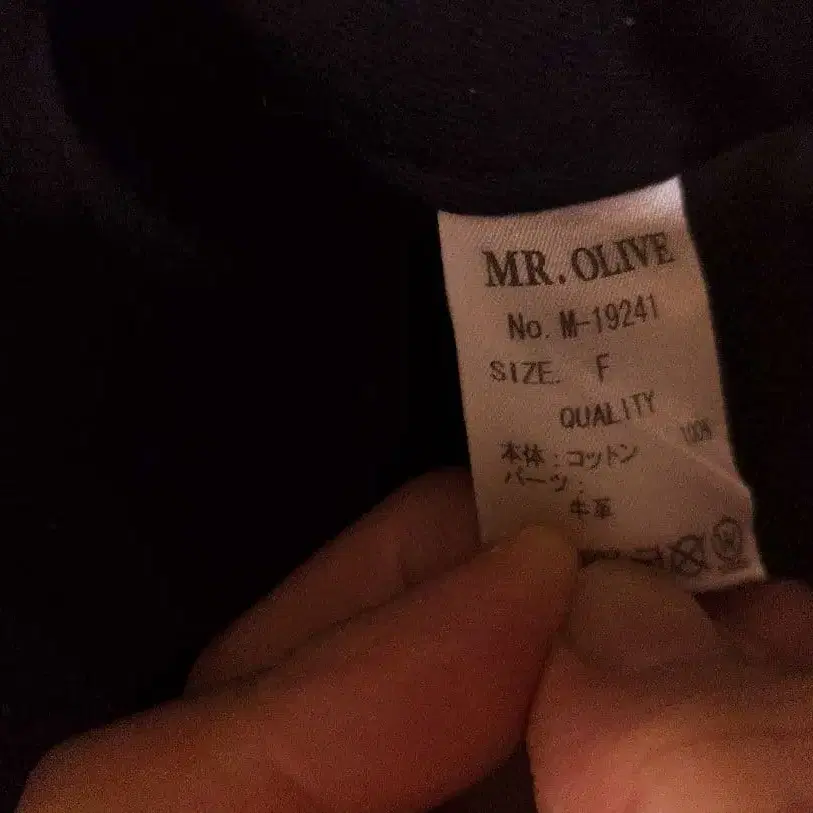 MR. OLIVE
No. M-19241
SIZE. F
QUALITY
本体:コットン 100%
パーツ:
牛革